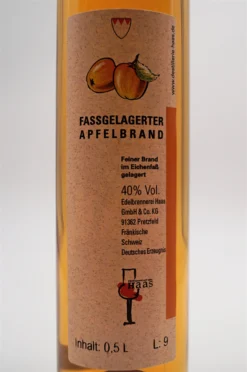 www.destillerie-haas.de
FASSGELAGERTER
APFELBRAND
Feiner Brand
im Eichenfaß
gelagert
40% Vol.
Edelbrennerei Haas
GmbH & Co. KG
91362 Pretzfeld
Fränkische
Schweiz
Deutsches Erzeugnis
Haas
Inhalt: 0,5 L
L: 9